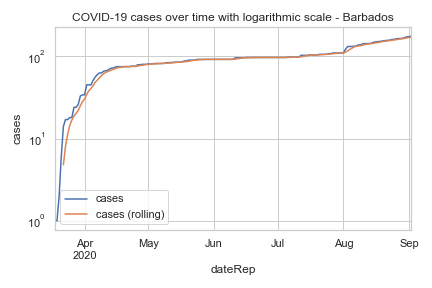 COVID-19 cases over time with logarithmic scale - Barbados
cases
10²
10¹
10⁰
cases
cases (rolling)
Apr May Jun Jul Aug Sep
2020
dateRep